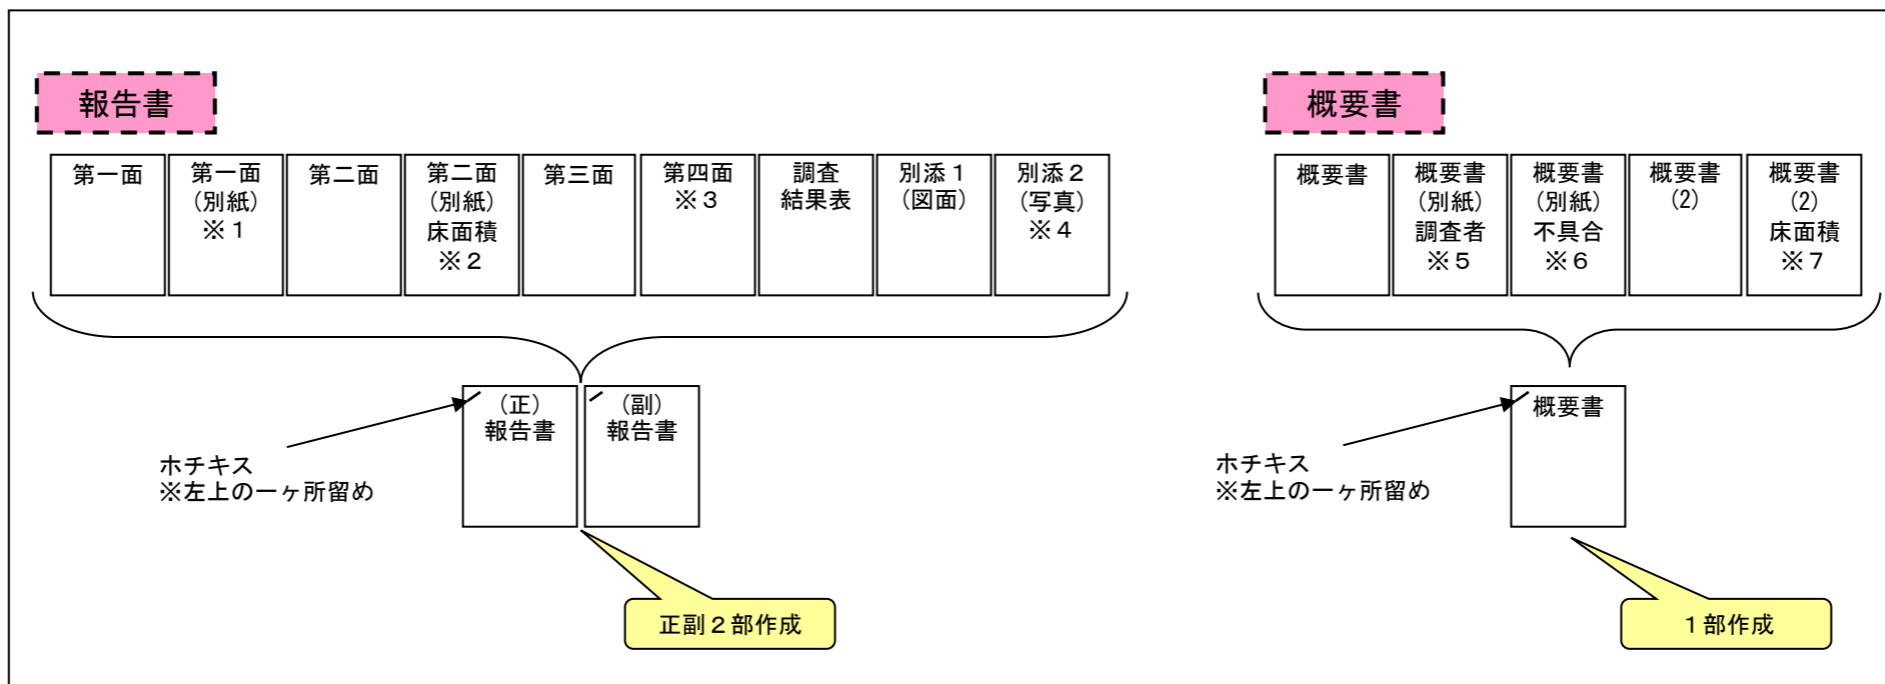 報告書
第一面
第一面
(別紙)
※１
第二面
第二面
(別紙)
床面積
※２
第三面
第四面
※３
調査
結果表
別添１
(図面)
別添２
(写真)
※４
(正)
報告書
(副)
報告書
ホチキス
※左上の一ヶ所留め
正副２部作成
概要書
概要書
概要書
(別紙)
調査者
※５
概要書
(別紙)
不具合
※６
概要書
(2)
概要書
(2)
床面積
※７
概要書
ホチキス
※左上の一ヶ所留め
１部作成